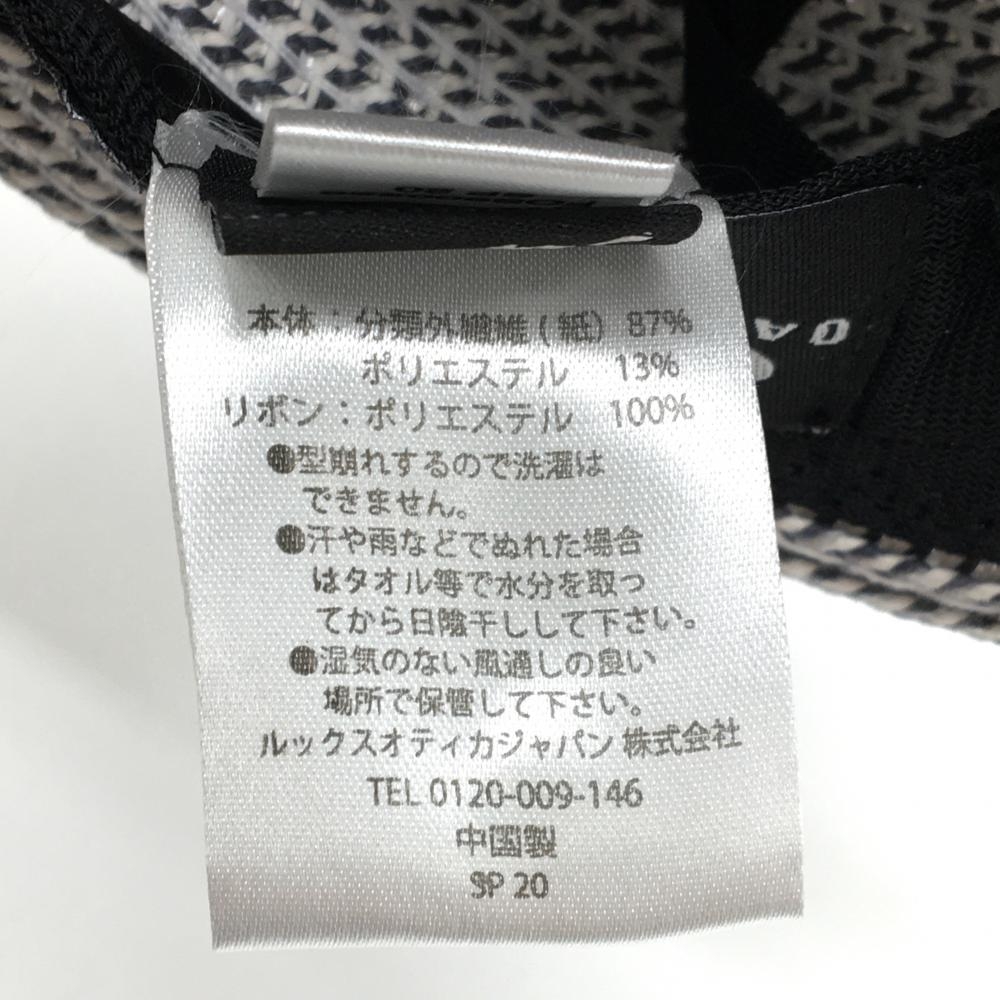 本体：分類外繊維（紙） 87%
ポリエステル 13%
リボン：ポリエステル 100%
●型崩れするので洗濯は
できません。
●汗や雨などでぬれた場合
はタオル等で水分を取っ
てから日陰干しして下さい。
●湿気のない風通しの良い
場所で保管して下さい。
ルックスオティカジャパン 株式会社
TEL 0120-009-146
中国製
SP 20